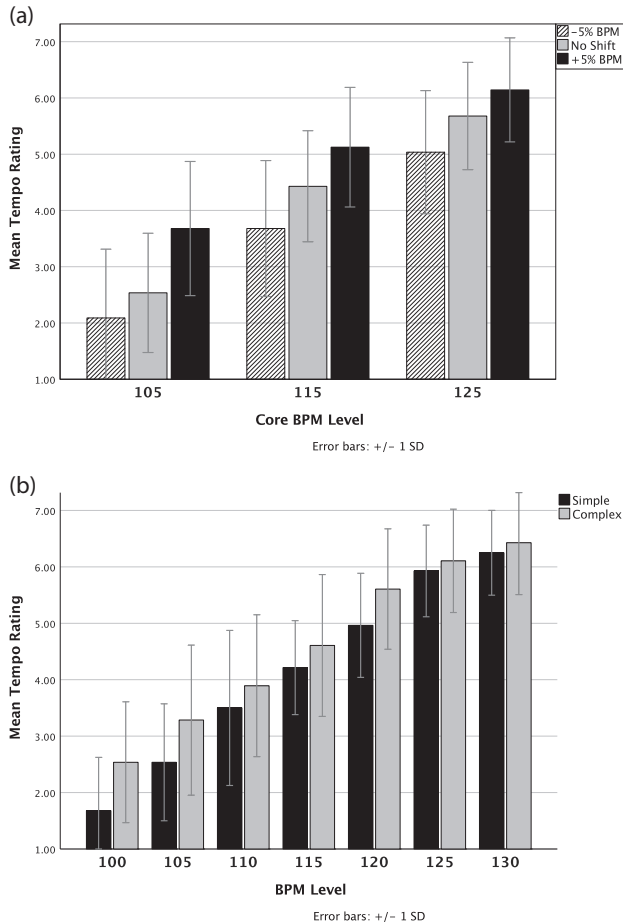 (a)
-5% BPM
No Shift
+5% BPM
7.00
6.00
5.00
4.00
3.00
2.00
1.00
Mean Tempo Rating
105 115 125
Core BPM Level
Error bars: +/- 1 SD
(b)
Simple
Complex
7.00
6.00
5.00
4.00
3.00
2.00
1.00
Mean Tempo Rating
100 105 110 115 120 125 130
BPM Level
Error bars: +/- 1 SD